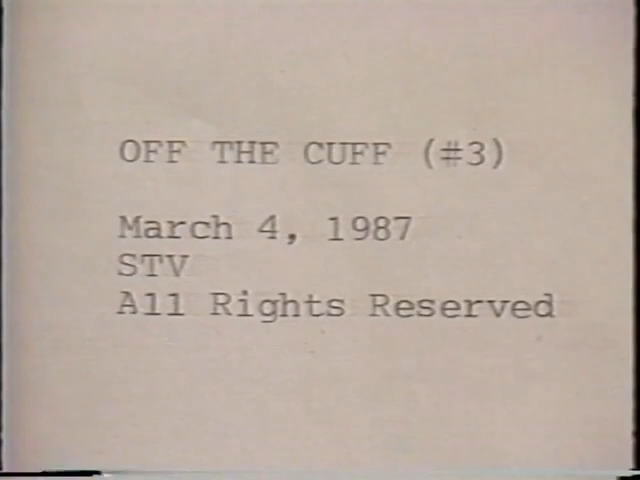 OFF THE CUFF (#3)
March 4, 1987
STV
All Rights Reserved